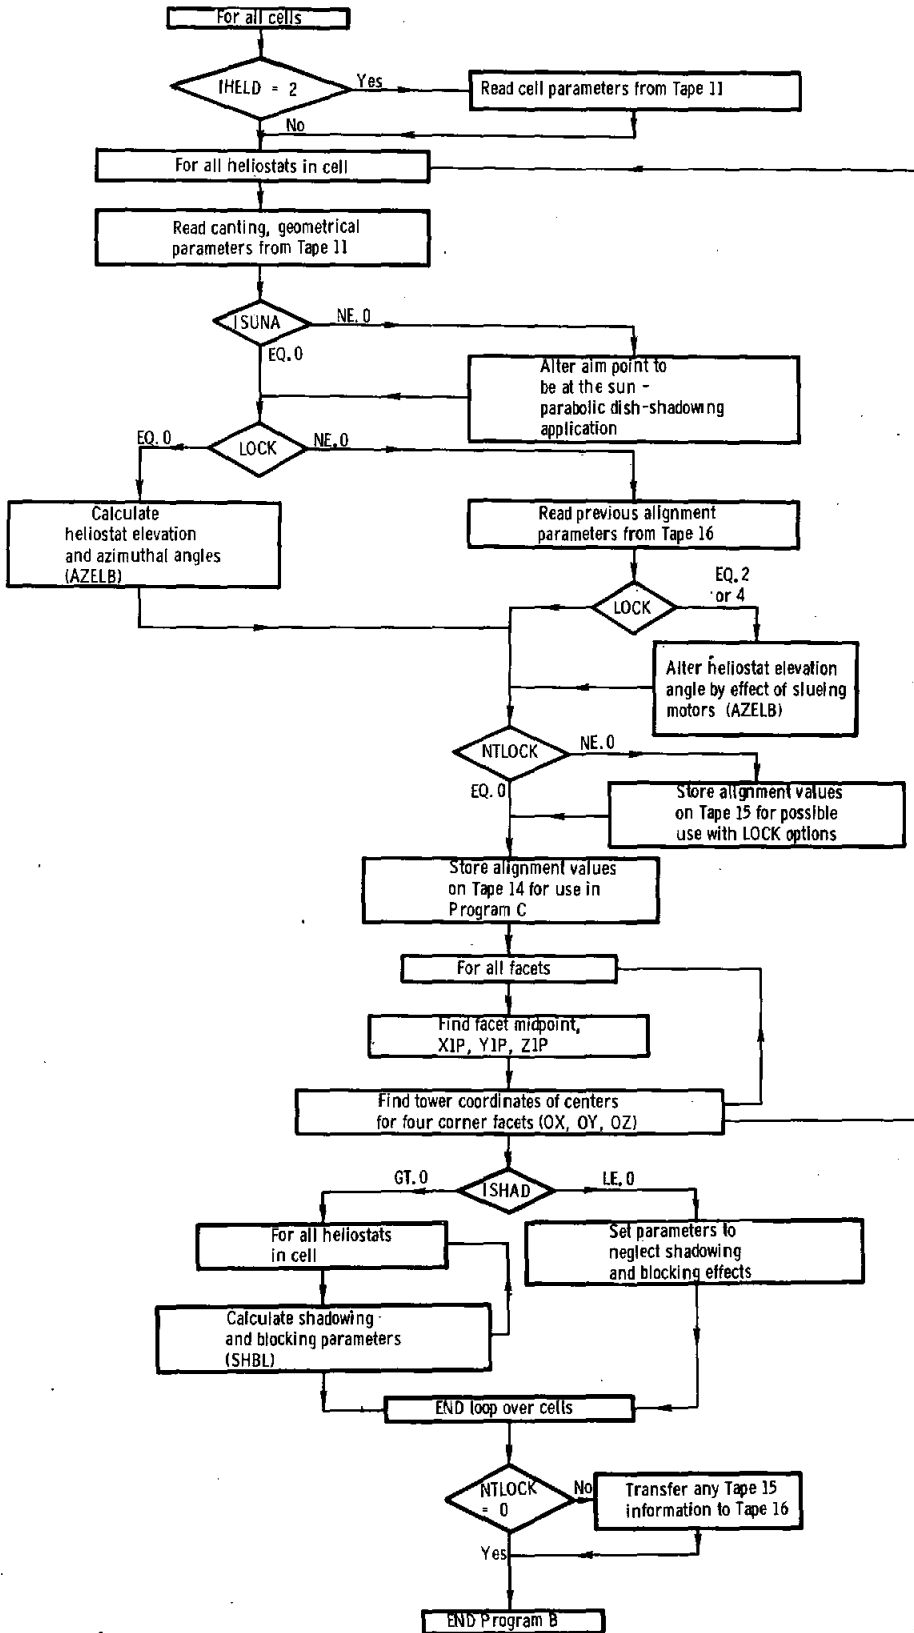 For all cells
IHELD = 2
Yes
Read cell parameters from Tape 11
No
For all heliostats in cell
Read canting, geometrical
parameters from Tape 11
ISUNA
NE. 0
EQ. 0
Alter aim point to
be at the sun -
parabolic dish-shadowing
application
EQ. 0
LOCK
NE. 0
Calculate
heliostat elevation
and azimuthal angles
(AZELB)
Read previous alignment
parameters from Tape 16
EQ. 2
or 4
LOCK
Alter heliostat elevation
angle by effect of slueing
motors (AZELB)
NTLOCK
NE. 0
EQ. 0
Store alignment values
on Tape 15 for possible
use with LOCK options
Store alignment values
on Tape 14 for use in
Program C
For all facets
Find facet midpoint,
X1P, Y1P, Z1P
Find tower coordinates of centers
for four corner facets (OX, OY, OZ)
GT. 0
ISHAD
LE. 0
For all heliostats
in cell
Set parameters to
neglect shadowing
and blocking effects
Calculate shadowing
and blocking parameters
(SHBL)
END loop over cells
NTLOCK
= 0
No
Transfer any Tape 15
information to Tape 16
Yes
END Program B